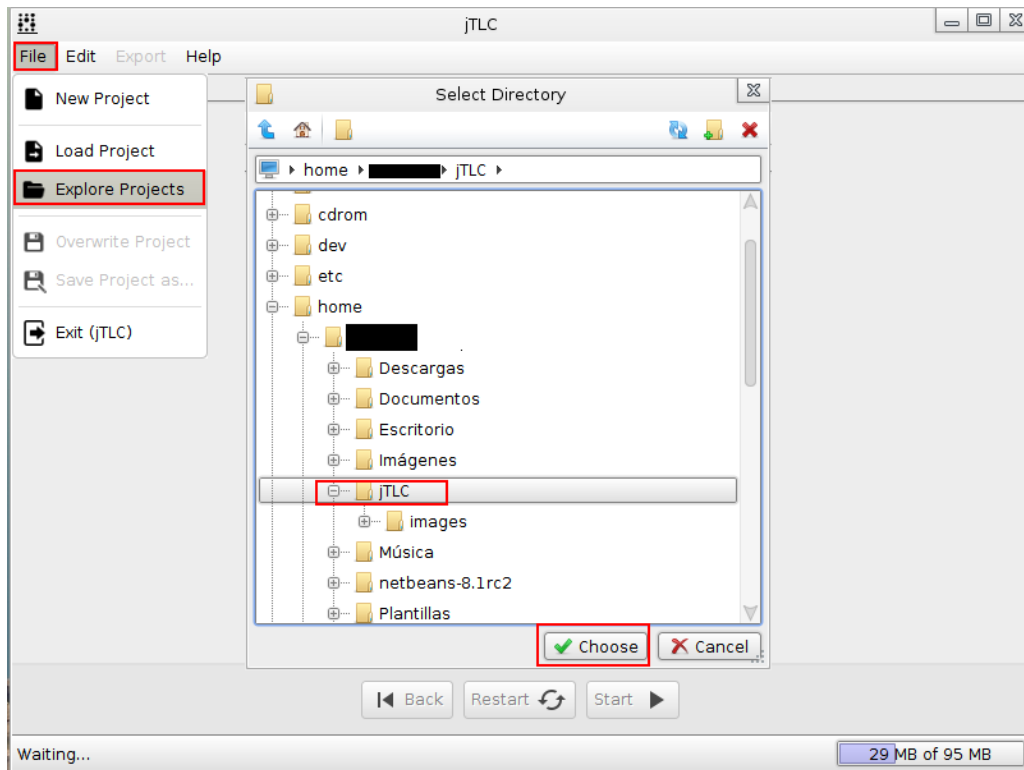 jTLC
File Edit Export Help
New Project
Load Project
Explore Projects
Overwrite Project
Save Project as...
Exit (jTLC)
Select Directory
home jTLC
cdrom
dev
etc
home
Descargas
Documentos
Escritorio
Imágenes
jTLC
images
Música
netbeans-8.1rc2
Plantillas
Choose Cancel
Back Restart Start
Waiting... 29 MB of 95 MB